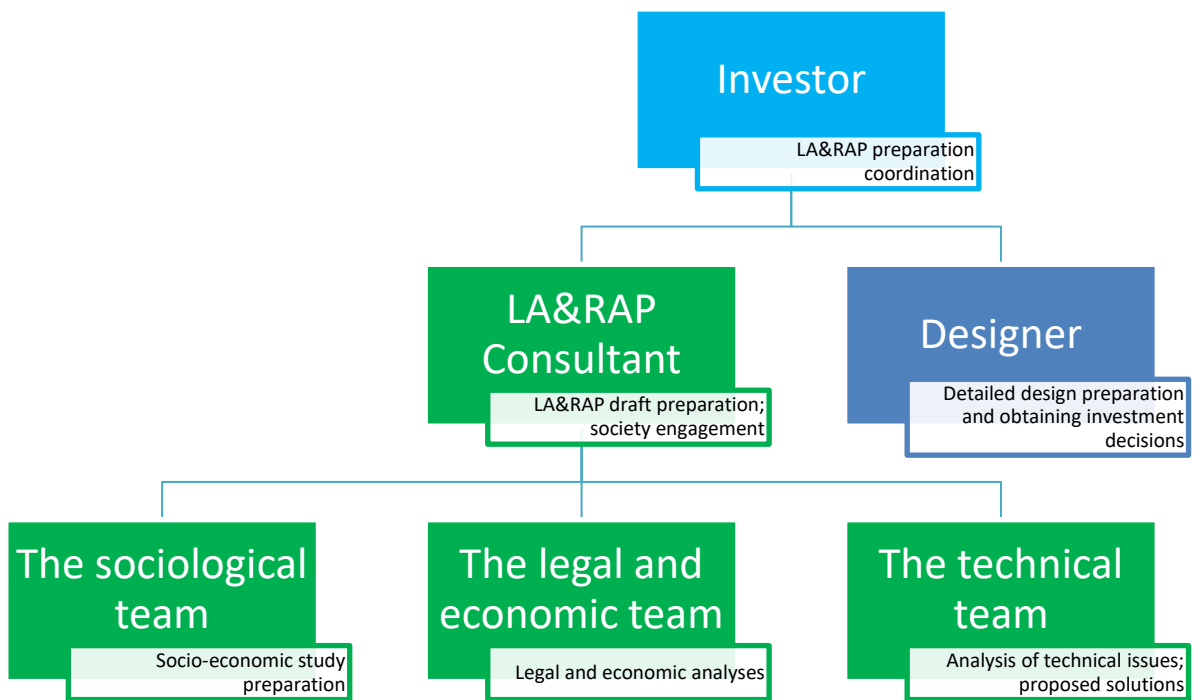 Investor
LA&RAP preparation
coordination
LA&RAP
Consultant
LA&RAP draft preparation;
society engagement
Designer
Detailed design preparation
and obtaining investment
decisions
The sociological
team
Socio-economic study
preparation
The legal and
economic team
Legal and economic analyses
The technical
team
Analysis of technical issues;
proposed solutions